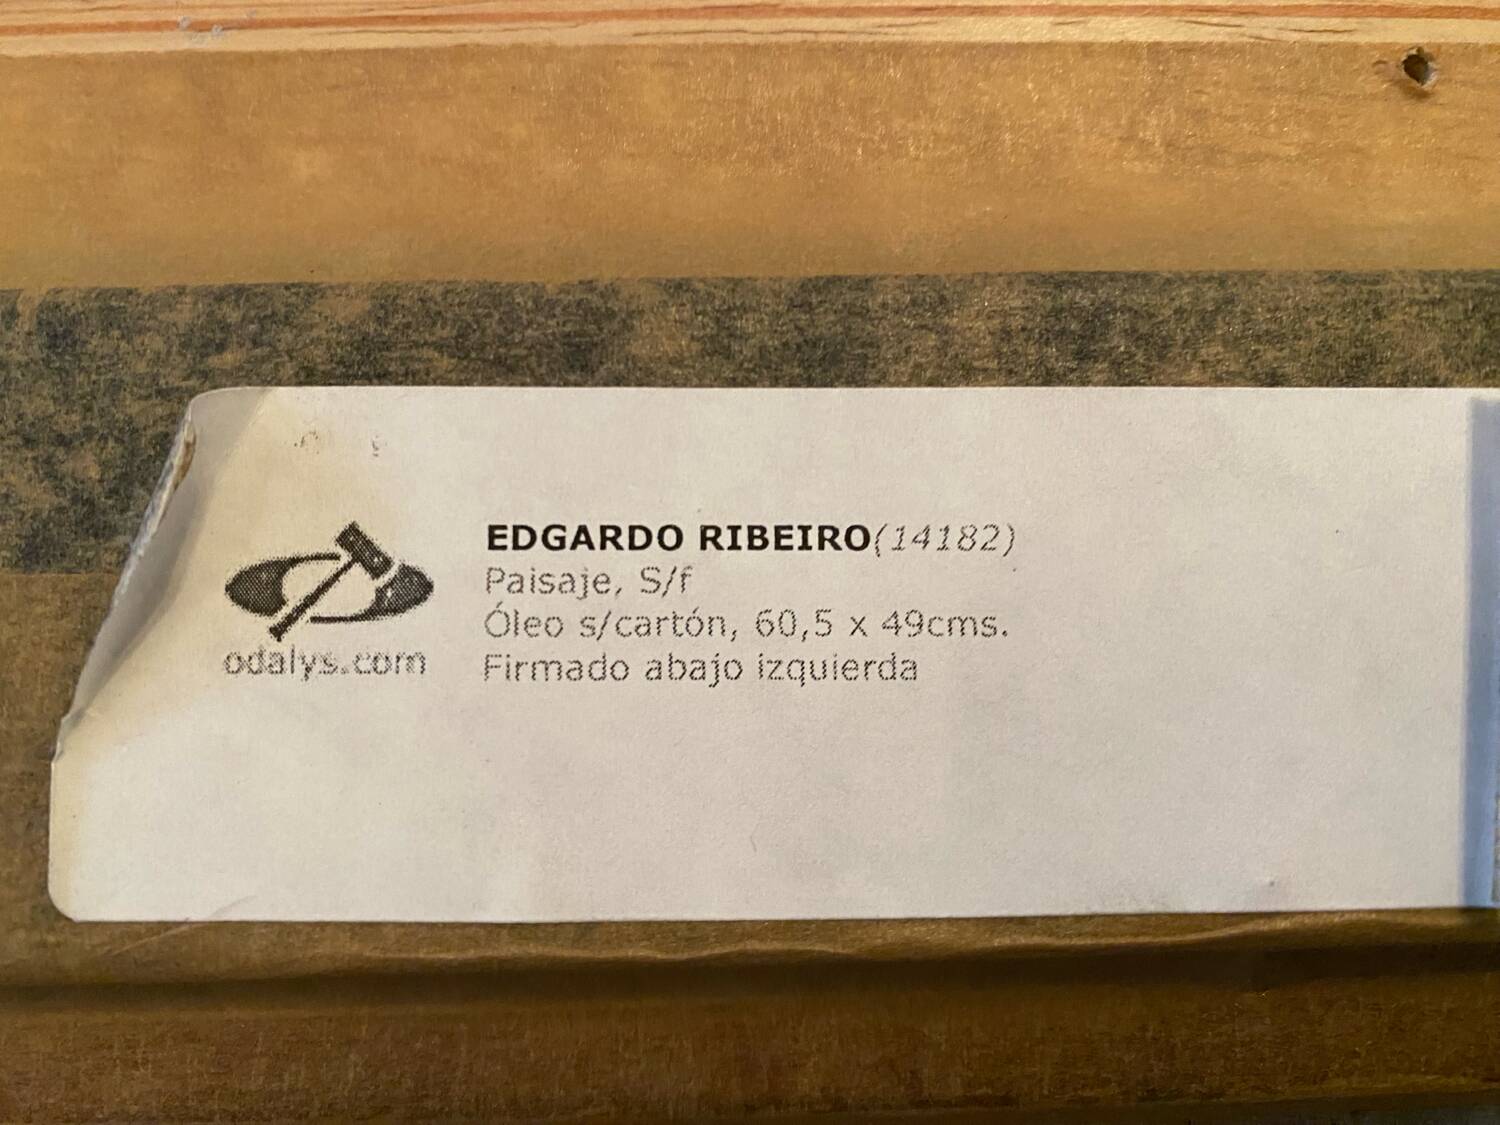 EDGARDO RIBEIRO(14182)
Paisaje, S/f
Óleo s/cartón, 60,5 x 49cms.
Firmado abajo izquierda
odalys.com